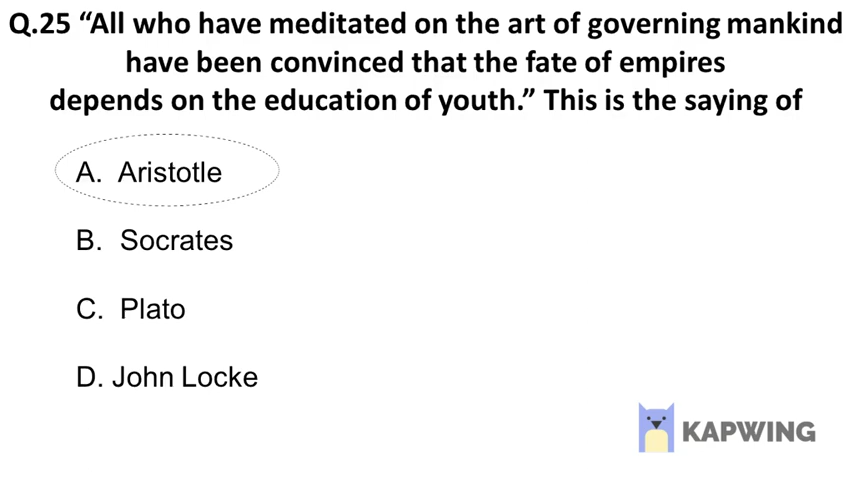 Q.25 “All who have meditated on the art of governing mankind
have been convinced that the fate of empires
depends on the education of youth.” This is the saying of
A. Aristotle
B. Socrates
C. Plato
D. John Locke
KAPWING